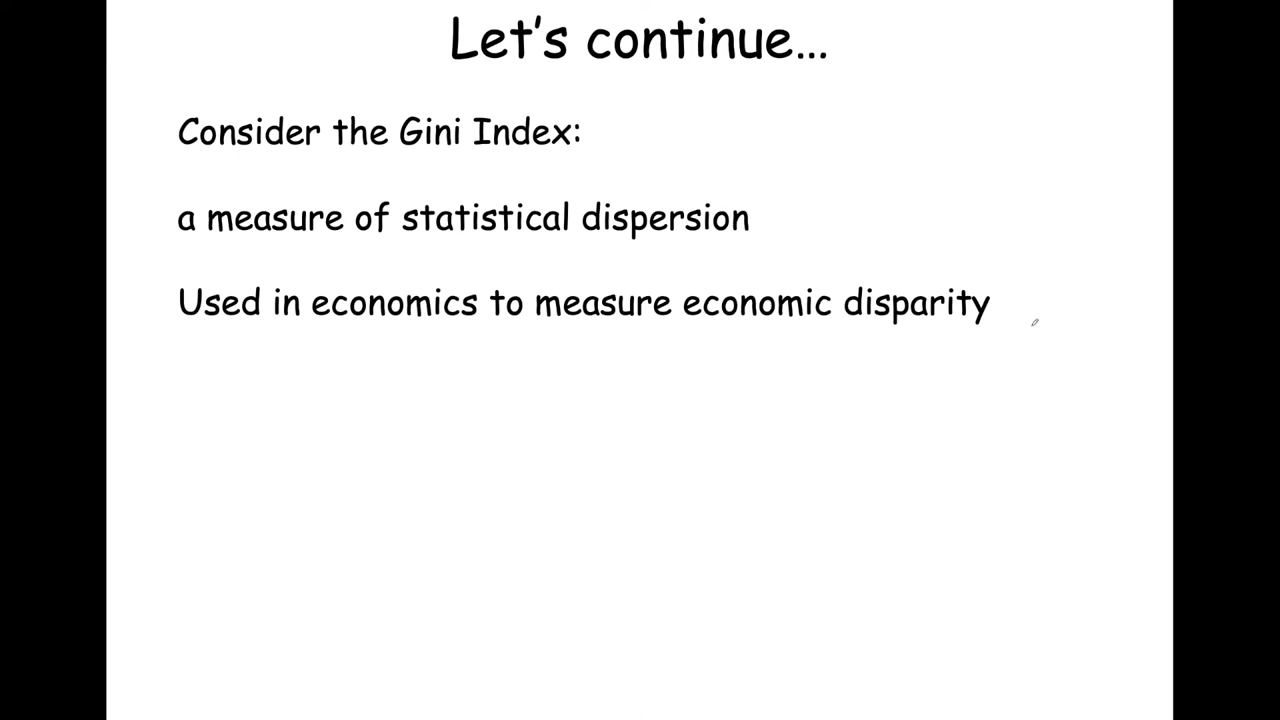 Let's continue...
Consider the Gini Index:
a measure of statistical dispersion
Used in economics to measure economic disparity